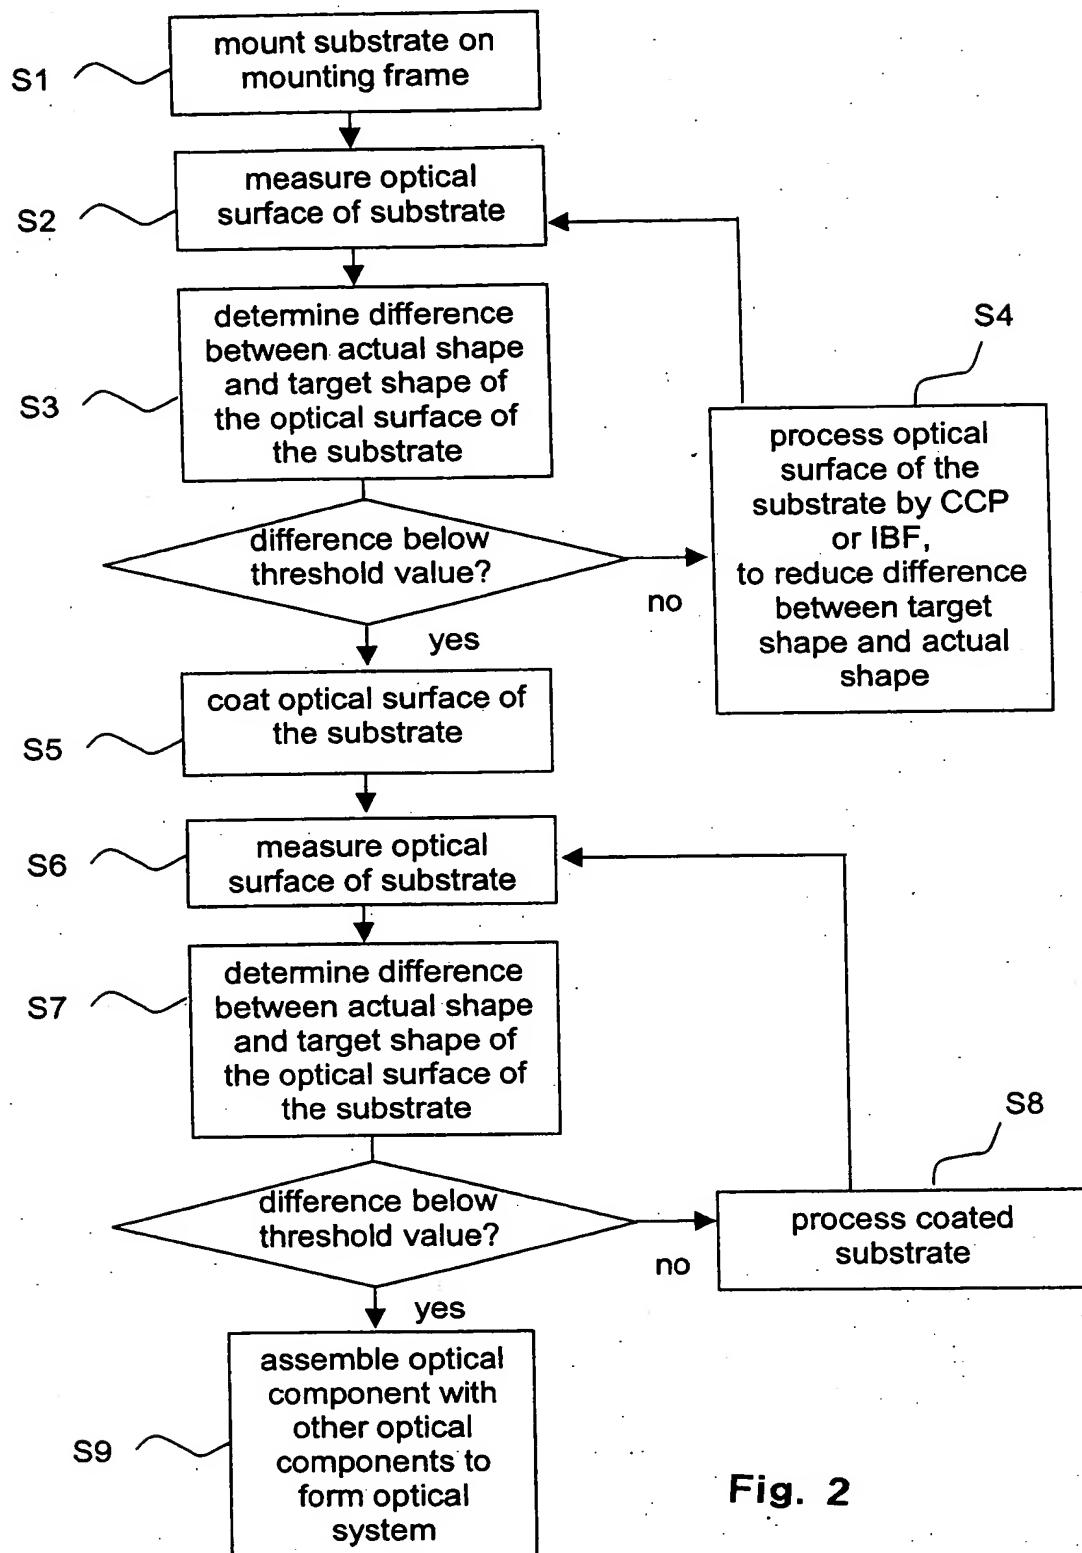 mount substrate on
mounting frame
S1
measure optical
surface of substrate
S2
determine difference
between actual shape
and target shape of
the optical surface of
the substrate
S3
S4
process optical
surface of the
substrate by CCP
or IBF,
to reduce difference
between target
shape and actual
shape
difference below
threshold value?
no
yes
coat optical surface of
the substrate
S5
measure optical
surface of substrate
S6
determine difference
between actual shape
and target shape of
the optical surface of
the substrate
S7
S8
process coated
substrate
difference below
threshold value?
no
yes
assemble optical
component with
other optical
components to
form optical
system
S9
Fig. 2